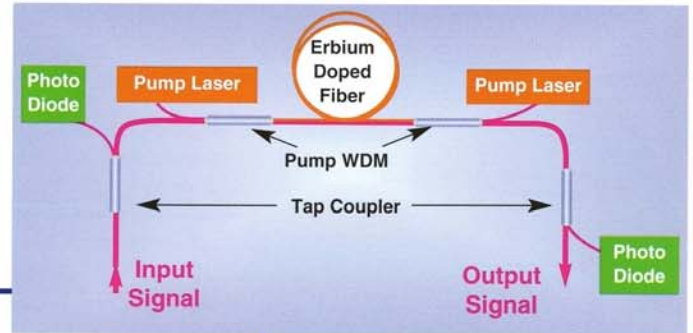 Erbium
Doped
Fiber
Photo
Diode
Pump Laser
Pump Laser
Pump WDM
Tap Coupler
Input
Signal
Output
Signal
Photo
Diode